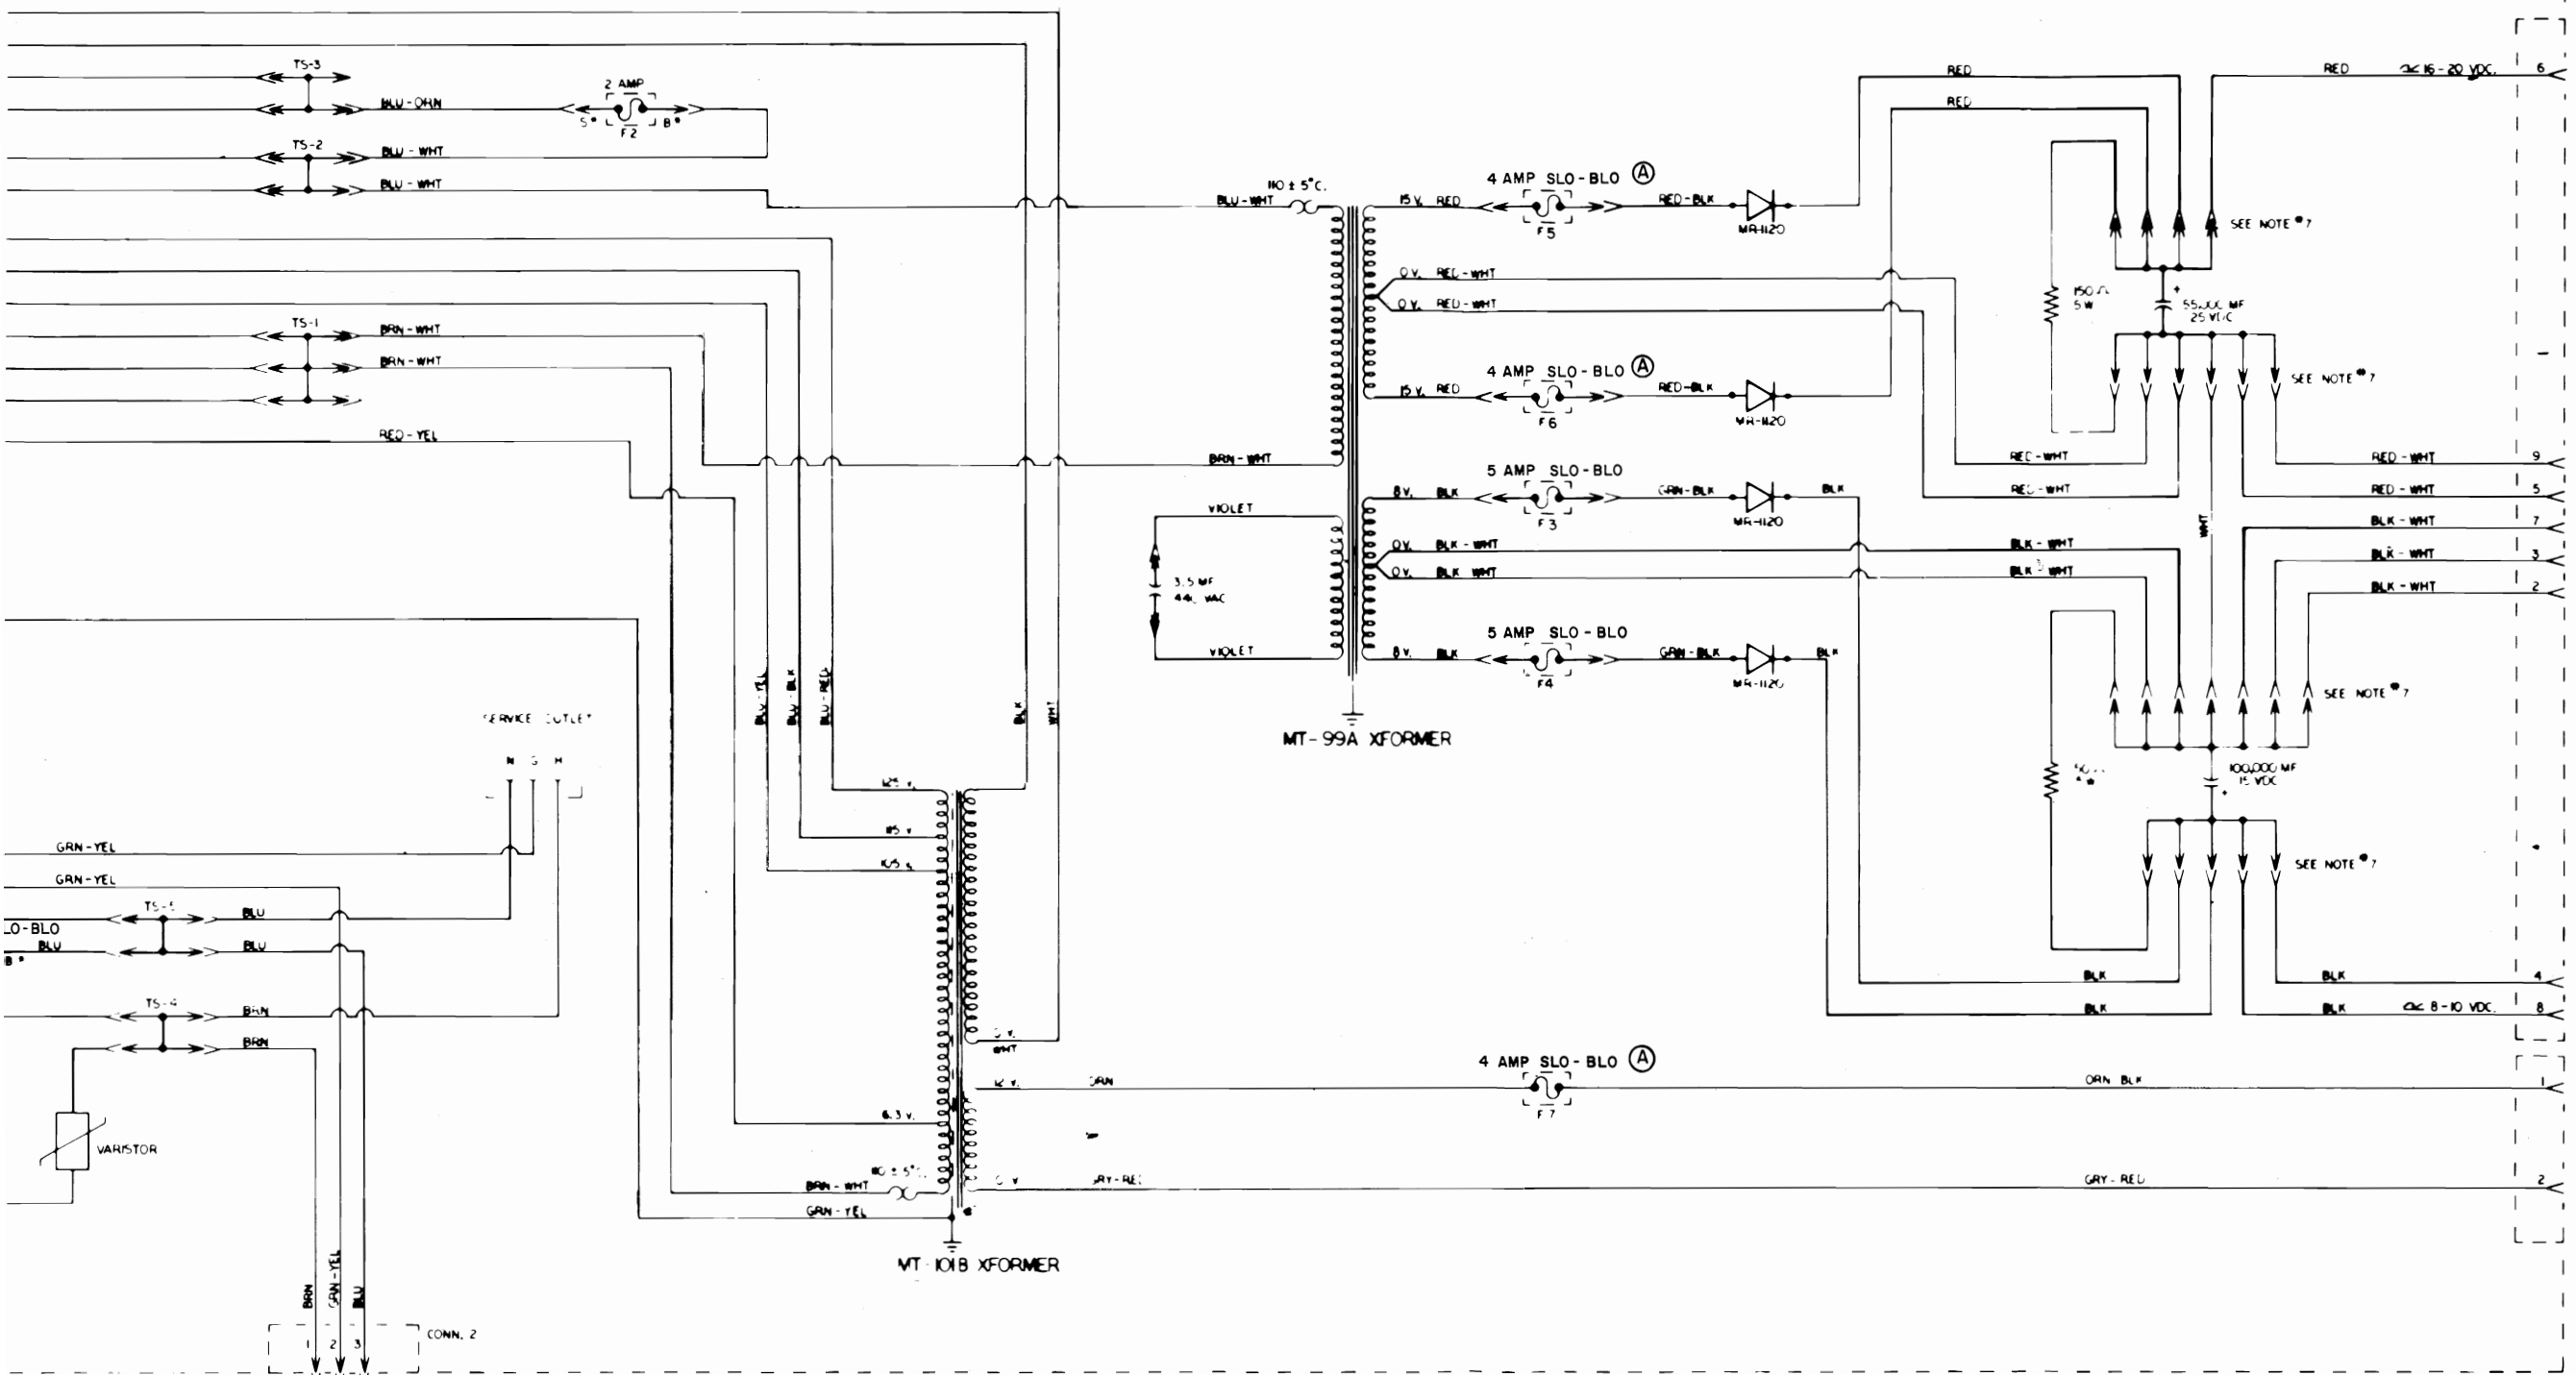 TS-3
2 AMP
BLU-ORN
S* F2 B*
TS-2
BLU-WHT
BLU-WHT
TS-1
BRN-WHT
BRN-WHT
RED-YEL
110 ± 5°C.
BLU-WHT
BRN-WHT
VIOLET
3.5 MF
VIOLET
15 V. RED
4 AMP SLO-BLO A
F5
RED-BLK
MR-1120
0 V. RED-WHT
0 V. RED-WHT
15 V. RED
4 AMP SLO-BLO A
F6
RED-BLK
MR-1120
5 AMP SLO-BLO
8 V. BLK
F3
GRN-BLK
MR-1120
BLK
0 V. BLK-WHT
0 V. BLK WHT
5 AMP SLO-BLO
8 V. BLK
F4
GRN-BLK
MR-1120
BLK
MT-99A XFORMER
RED
RED
RED 16-20 VDC. 6
SEE NOTE #7
150Ω
5W
25 VDC
SEE NOTE #7
RED-WHT
RED-WHT
RED-WHT 9
RED-WHT 5
WHT
BLK-WHT 7
BLK-WHT 3
BLK-WHT 2
BLK-WHT
BLK WHT
SEE NOTE #7
100,000 MF
15 VDC
SEE NOTE #7
BLK
BLK
BLK 4
BLK 8-10 VDC. 8
BLU-YEL
BLU-BLK
BLU-RED
BLK
WHT
SERVICE OUTLET
N G H
125 V.
115 V
105 V.
6.3 V.
110 ± 5°C.
BRN-WHT
GRN-YEL
MT-101B XFORMER
0 V.
WHT
12 V. ORN
4 AMP SLO-BLO A
F7
ORN BLK 1
0 V GRY-RED
GRY-RED 2
GRN-YEL
GRN-YEL
TS-5
BLU
LO-BLO
BLU
BLU
B*
TS-4
BRN
BRN
VARISTOR
BRN
GRN-YEL
BLU
1 2 3
CONN. 2